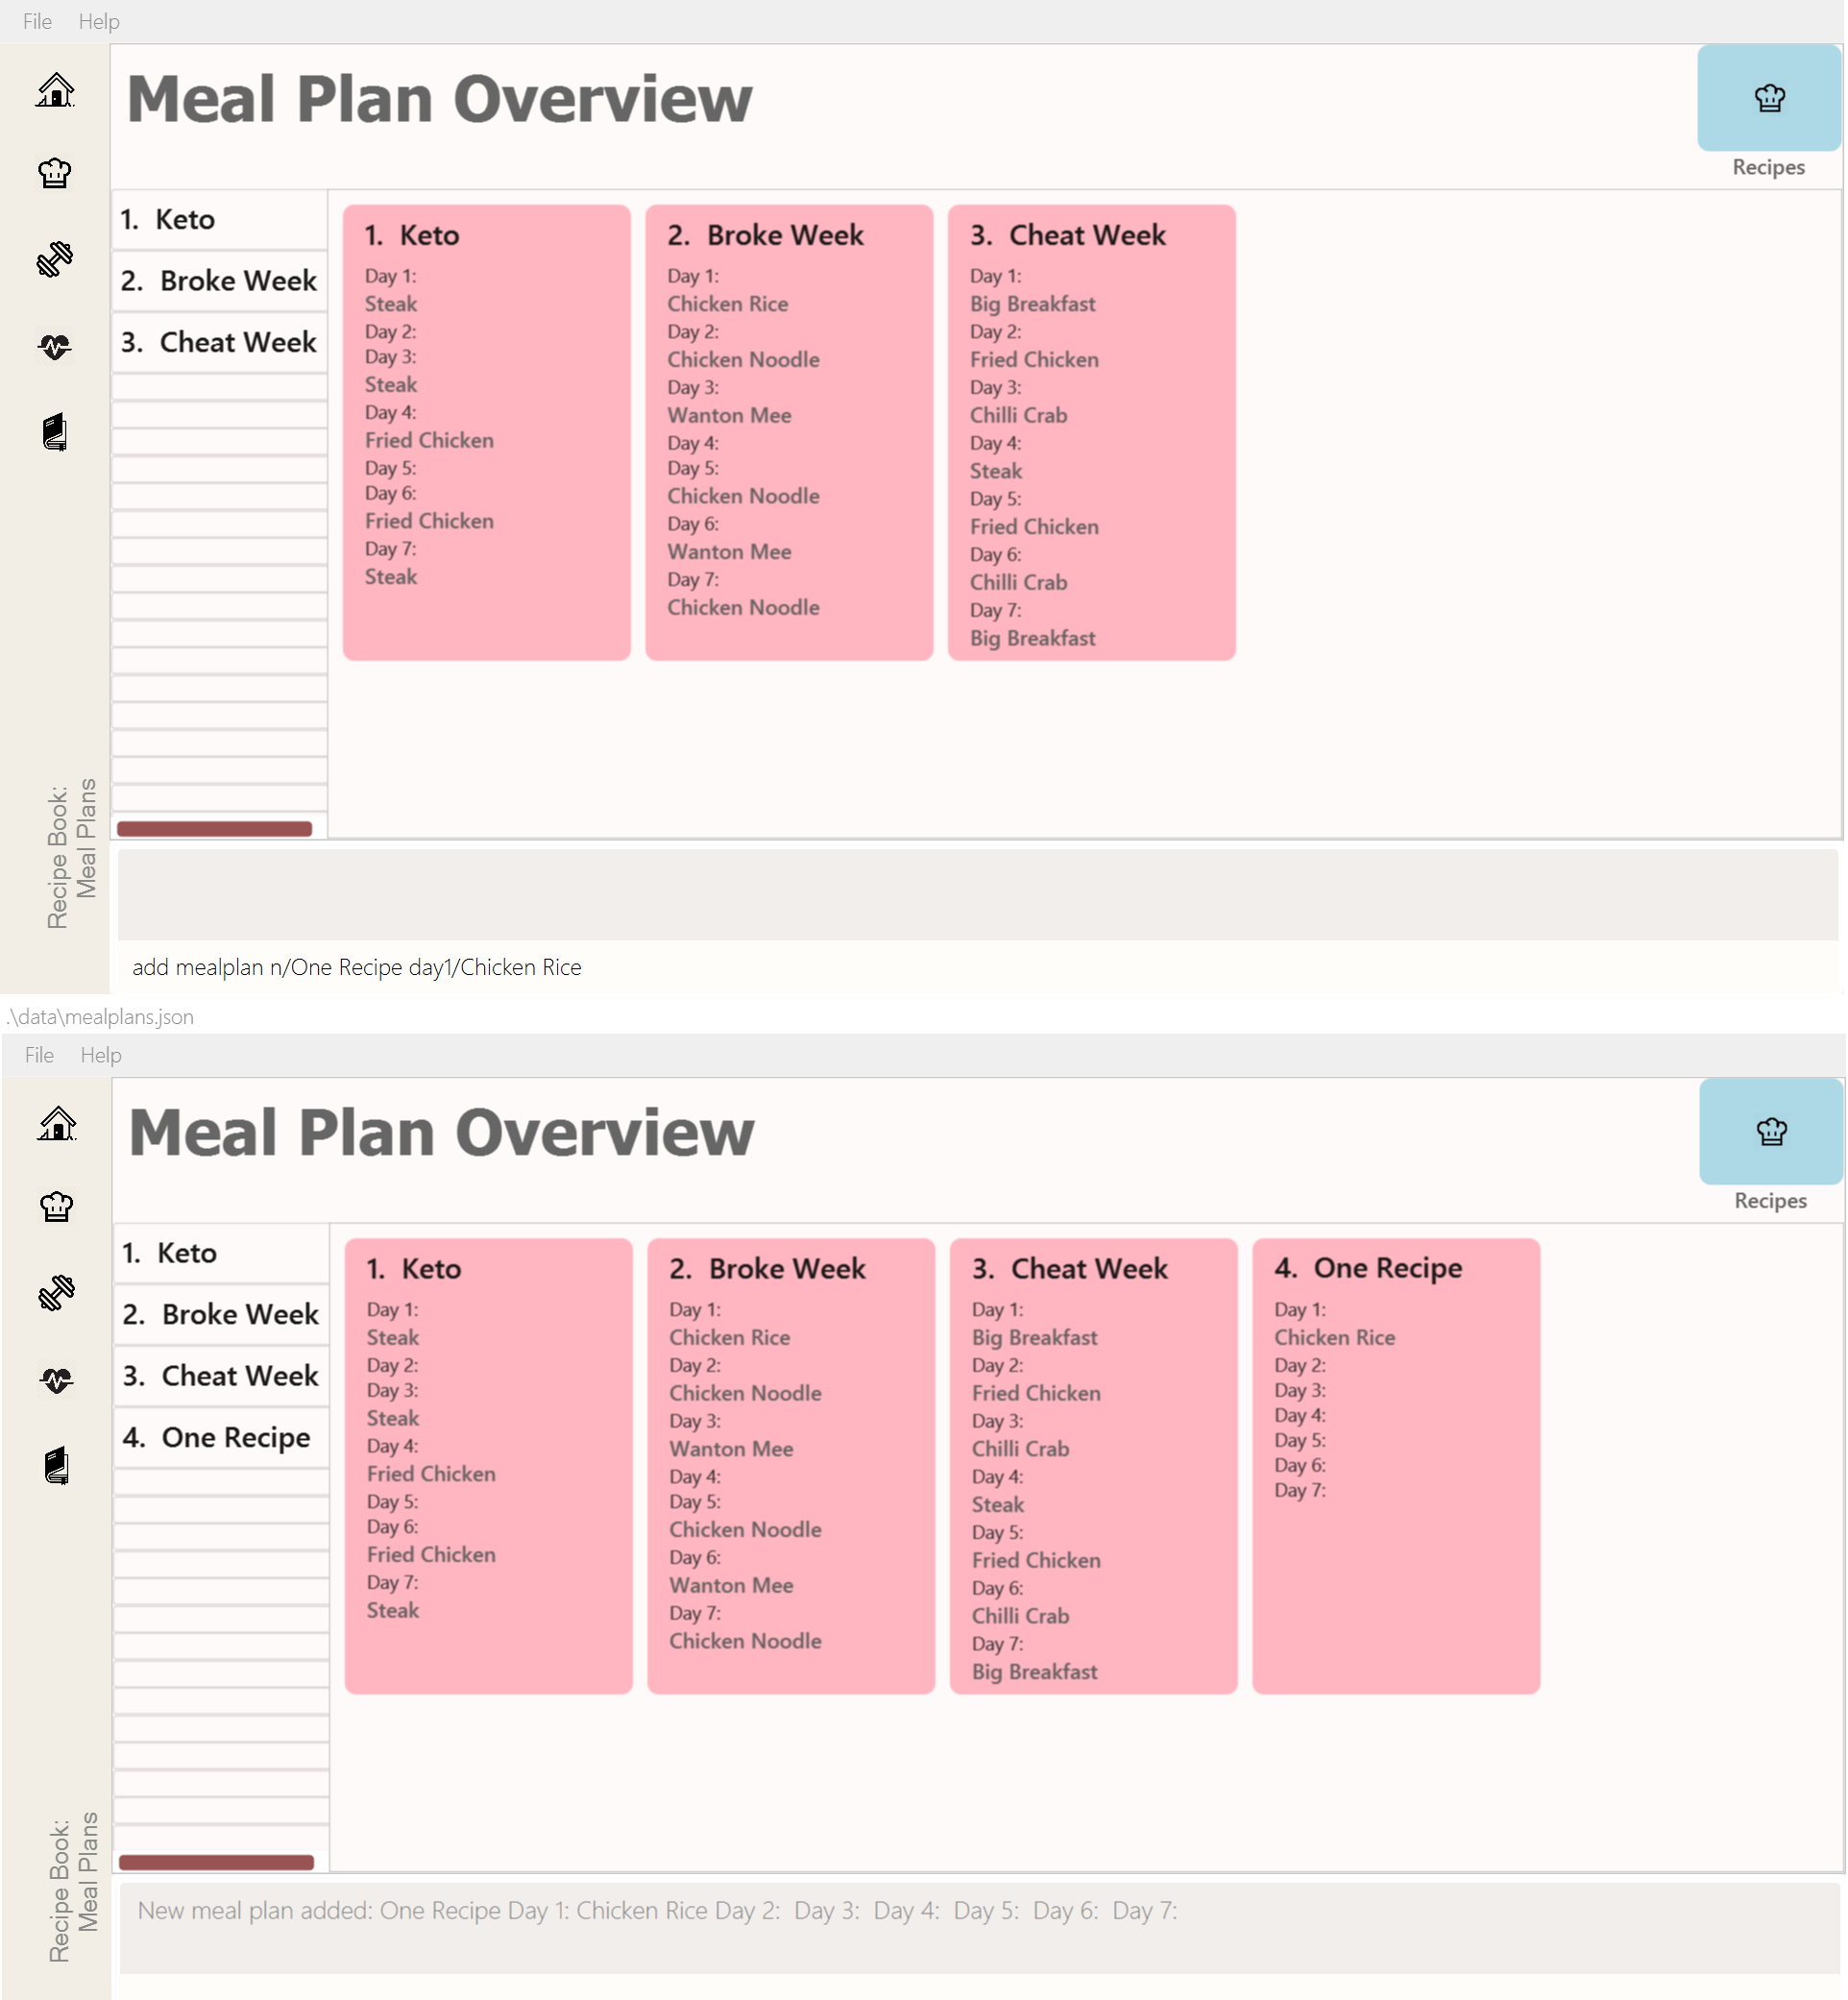 File Help
Meal Plan Overview
Recipes
1. Keto
2. Broke Week
3. Cheat Week
1. Keto
Day 1:
Steak
Day 2:
Day 3:
Steak
Day 4:
Fried Chicken
Day 5:
Day 6:
Fried Chicken
Day 7:
Steak
2. Broke Week
Day 1:
Chicken Rice
Day 2:
Chicken Noodle
Day 3:
Wanton Mee
Day 4:
Day 5:
Chicken Noodle
Day 6:
Wanton Mee
Day 7:
Chicken Noodle
3. Cheat Week
Day 1:
Big Breakfast
Day 2:
Fried Chicken
Day 3:
Chilli Crab
Day 4:
Steak
Day 5:
Fried Chicken
Day 6:
Chilli Crab
Day 7:
Big Breakfast
Recipe Book:
Meal Plans
add mealplan n/One Recipe day1/Chicken Rice
.\data\mealplans.json
File Help
Meal Plan Overview
Recipes
1. Keto
2. Broke Week
3. Cheat Week
4. One Recipe
1. Keto
Day 1:
Steak
Day 2:
Day 3:
Steak
Day 4:
Fried Chicken
Day 5:
Day 6:
Fried Chicken
Day 7:
Steak
2. Broke Week
Day 1:
Chicken Rice
Day 2:
Chicken Noodle
Day 3:
Wanton Mee
Day 4:
Day 5:
Chicken Noodle
Day 6:
Wanton Mee
Day 7:
Chicken Noodle
3. Cheat Week
Day 1:
Big Breakfast
Day 2:
Fried Chicken
Day 3:
Chilli Crab
Day 4:
Steak
Day 5:
Fried Chicken
Day 6:
Chilli Crab
Day 7:
Big Breakfast
4. One Recipe
Day 1:
Chicken Rice
Day 2:
Day 3:
Day 4:
Day 5:
Day 6:
Day 7:
Recipe Book:
Meal Plans
New meal plan added: One Recipe Day 1: Chicken Rice Day 2: Day 3: Day 4: Day 5: Day 6: Day 7: